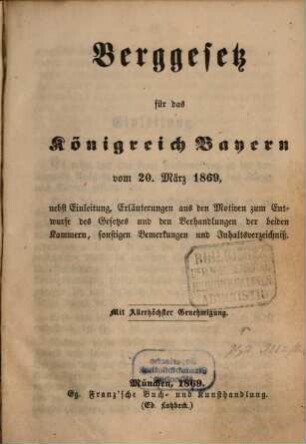 Berggesetz
für das
Königreich Bayern
vom 20. März 1869,
nebst Einleitung, Erläuterungen aus den Motiven zum Ent-
wurfe des Gesetzes und den Verhandlungen der beiden
Kammern, sonstigen Bemerkungen und Inhaltsverzeichniß.
Mit Allerhöchster Genehmigung.
München, 1869.
Gg. Franz'sche Buch- und Kunsthandlung.
(Ed. Lotzbeck.)